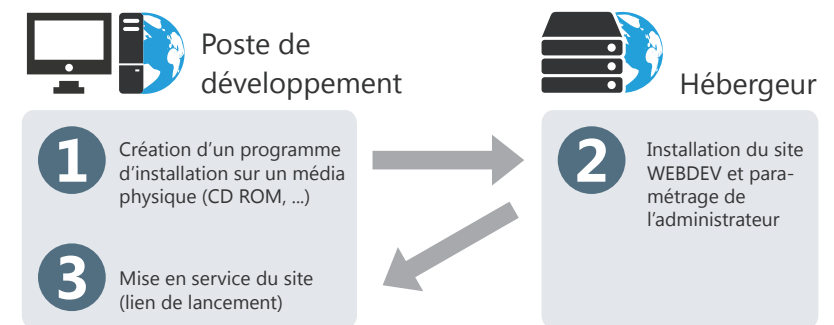 Poste de
développement
Hébergeur
1
Création d'un programme
d'installation sur un média
physique (CD ROM, ...)
2
Installation du site
WEBDEV et para-
métrage de
l'administrateur
3
Mise en service du site
(lien de lancement)